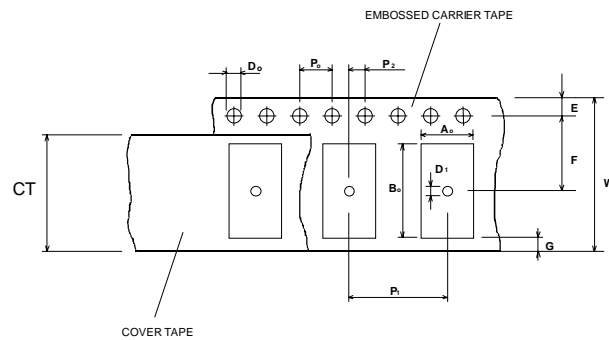 EMBOSSED CARRIER TAPE
Do
Po
P2
E
Ao
F
W
CT
D1
Bo
G
P1
COVER TAPE